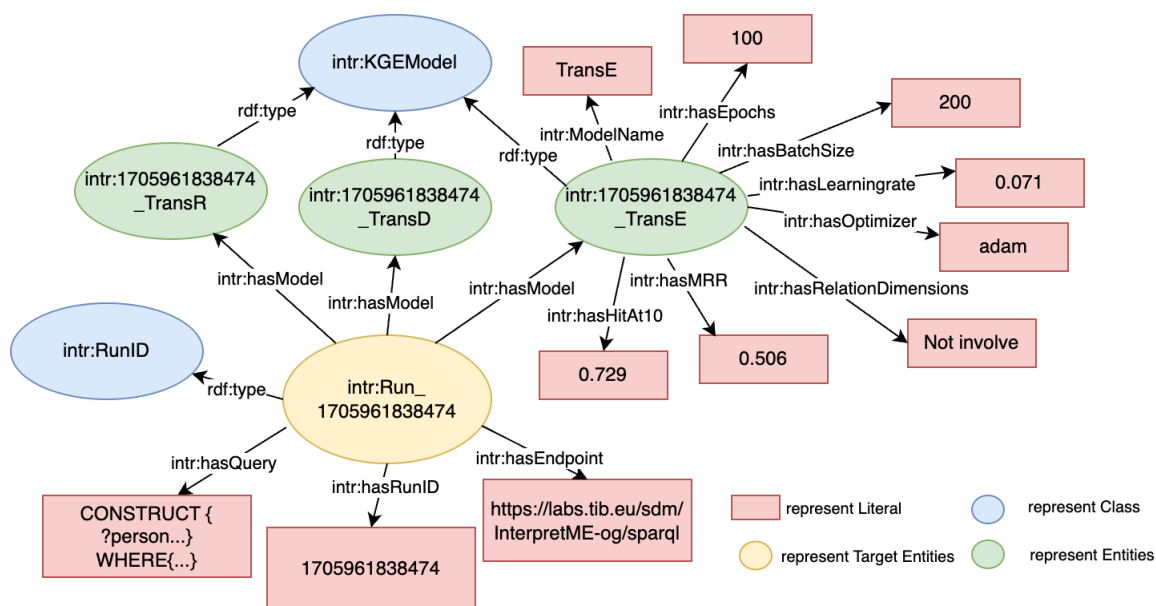 100
TransE
intr:KGEModel
200
intr:hasEpochs
rdf:type
intr:ModelName
rdf:type
intr:hasBatchSize
rdf:type
intr:1705961838474
_TransR
intr:1705961838474
_TransD
intr:1705961838474
_TransE
intr:hasLearningrate
0.071
intr:hasOptimizer
adam
intr:hasModel
intr:hasModel
intr:hasModel
intr:hasMRR
intr:hasRelationDimensions
intr:hasHitAt10
Not involve
intr:RunID
0.729
0.506
rdf:type
intr:Run_
1705961838474
intr:hasQuery
intr:hasRunID
intr:hasEndpoint
CONSTRUCT {
?person...}
WHERE{...}
1705961838474
https://labs.tib.eu/sdm/
InterpretME-og/sparql
represent Literal
represent Class
represent Target Entities
represent Entities